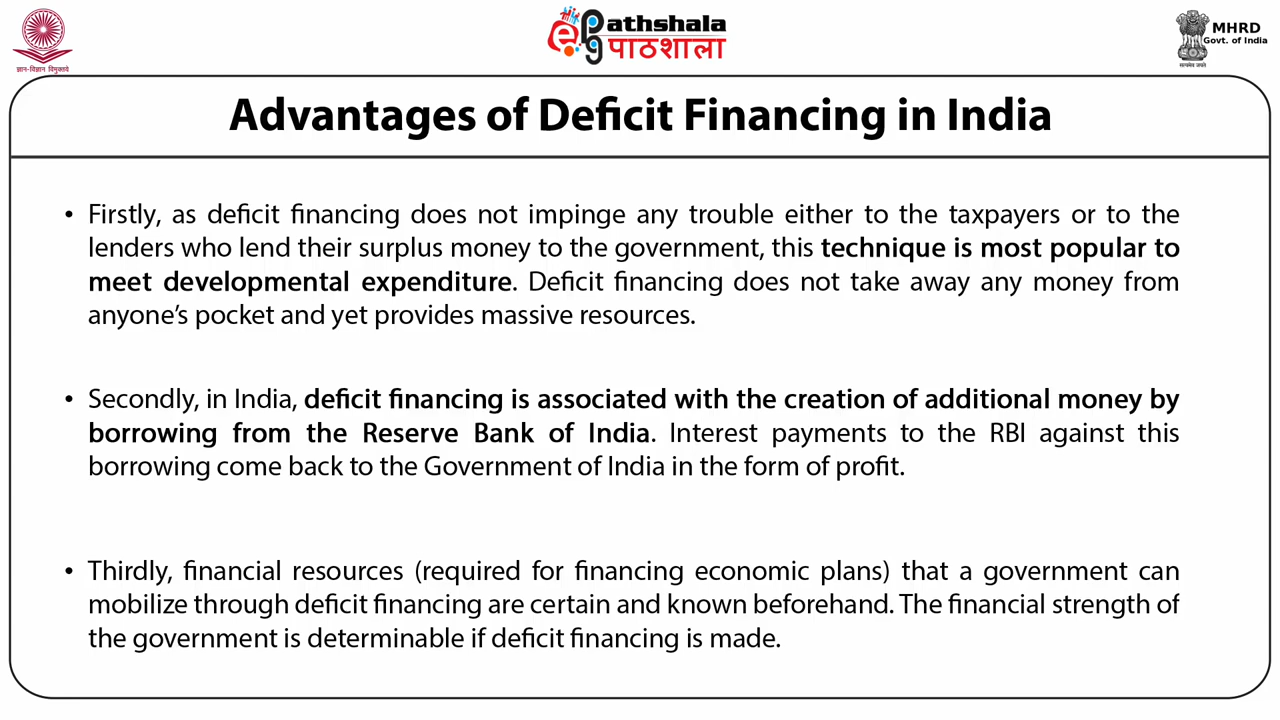 ज्ञान-विज्ञान विमुक्तये
ePathshala
पाठशाला
MHRD
Govt. of India
सत्यमेव जयते
Advantages of Deficit Financing in India
• Firstly, as deficit financing does not impinge any trouble either to the taxpayers or to the
lenders who lend their surplus money to the government, this technique is most popular to
meet developmental expenditure. Deficit financing does not take away any money from
anyone’s pocket and yet provides massive resources.
• Secondly, in India, deficit financing is associated with the creation of additional money by
borrowing from the Reserve Bank of India. Interest payments to the RBI against this
borrowing come back to the Government of India in the form of profit.
• Thirdly, financial resources (required for financing economic plans) that a government can
mobilize through deficit financing are certain and known beforehand. The financial strength of
the government is determinable if deficit financing is made.